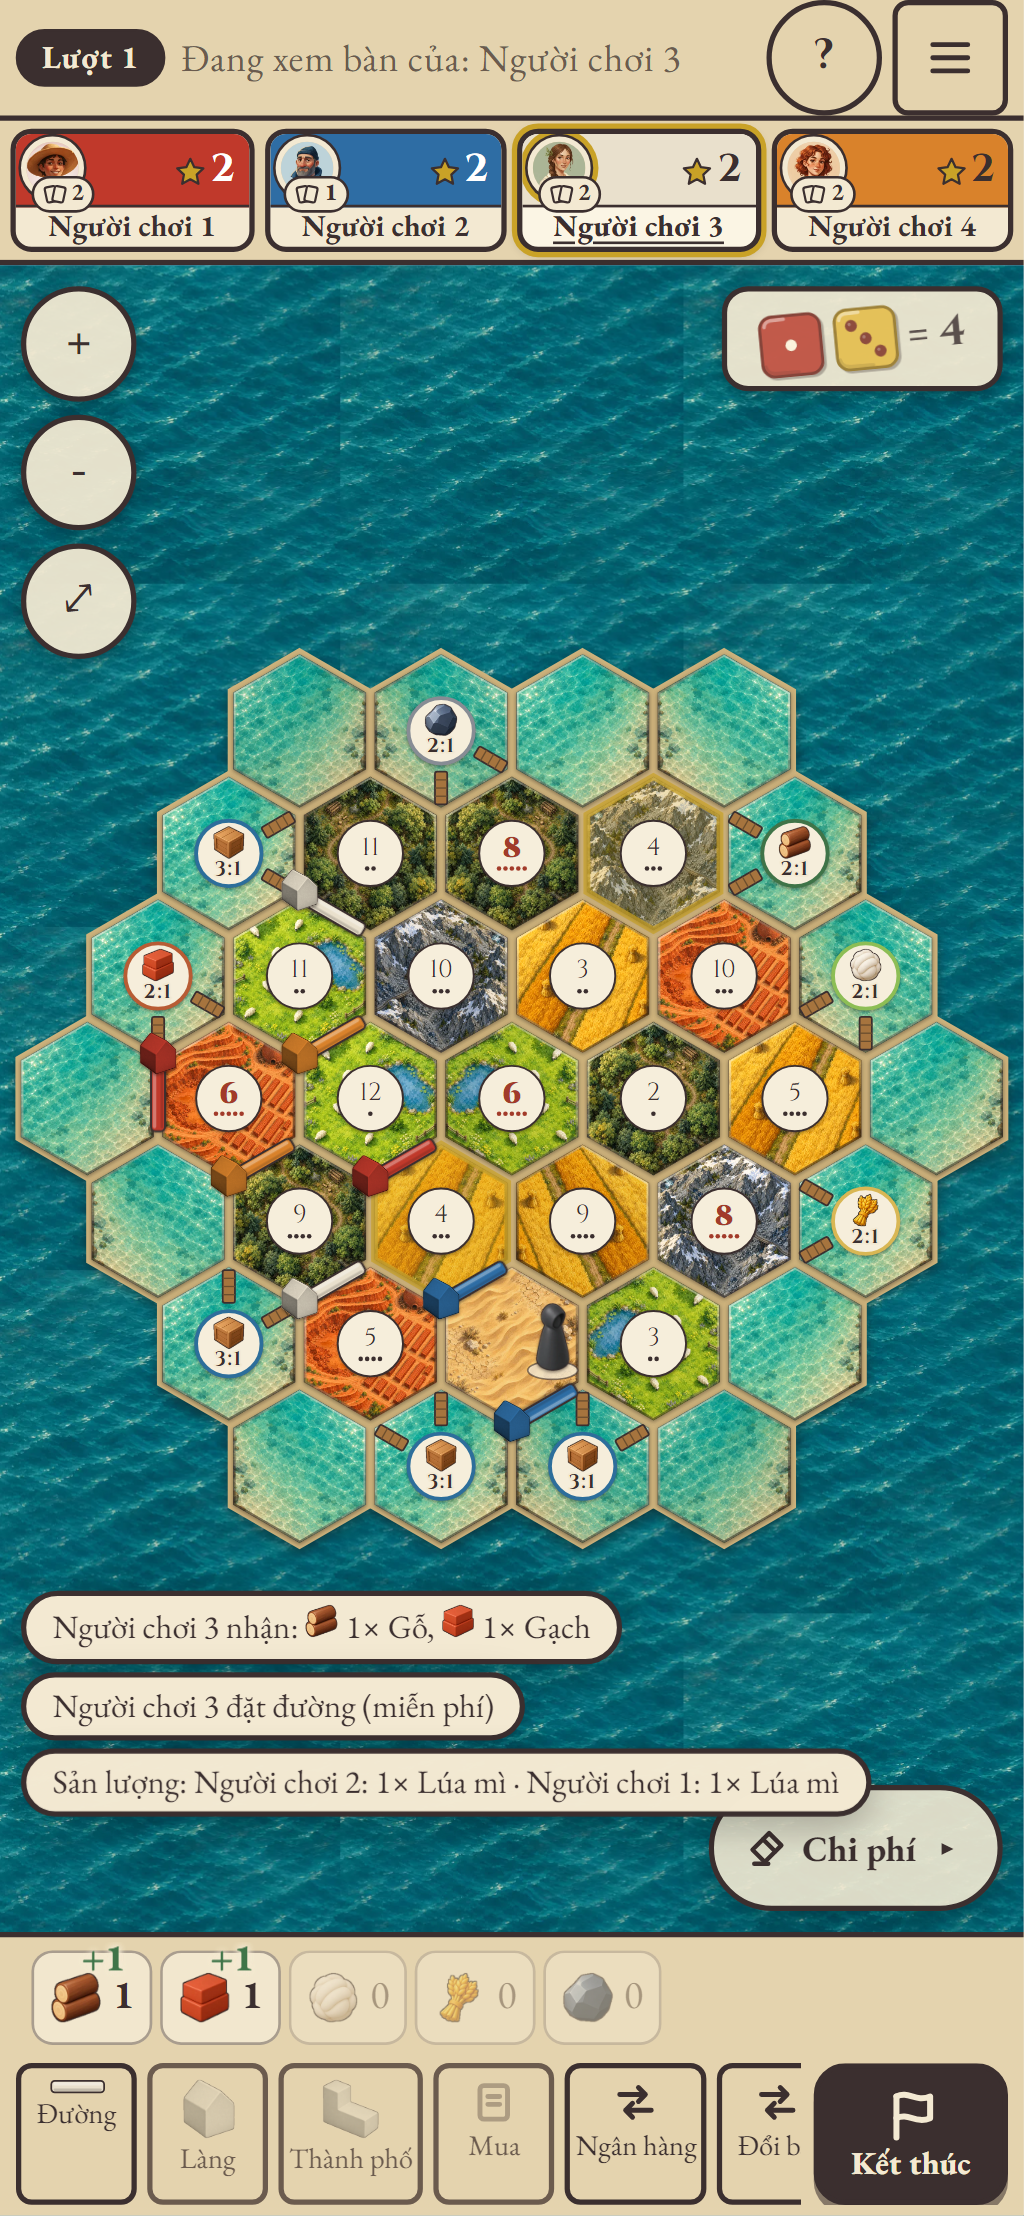 Lượt 1 Đang xem bàn của: Người chơi 3 ?
2 2 2 2
2 1 2 2
Người chơi 1 Người chơi 2 Người chơi 3 Người chơi 4
+
= 4
-
2:1
3:1 11 8 4 2:1
2:1 11 10 3 10 2:1
6 12 6 2 5
9 4 9 8 2:1
3:1 5 3
3:1 3:1
Người chơi 3 nhận: 1× Gỗ, 1× Gạch
Người chơi 3 đặt đường (miễn phí)
Sản lượng: Người chơi 2: 1× Lúa mì · Người chơi 1: 1× Lúa mì
Chi phí
+1 +1
1 1 0 0 0
Đường Làng Thành phố Mua Ngân hàng Đổi b Kết thúc